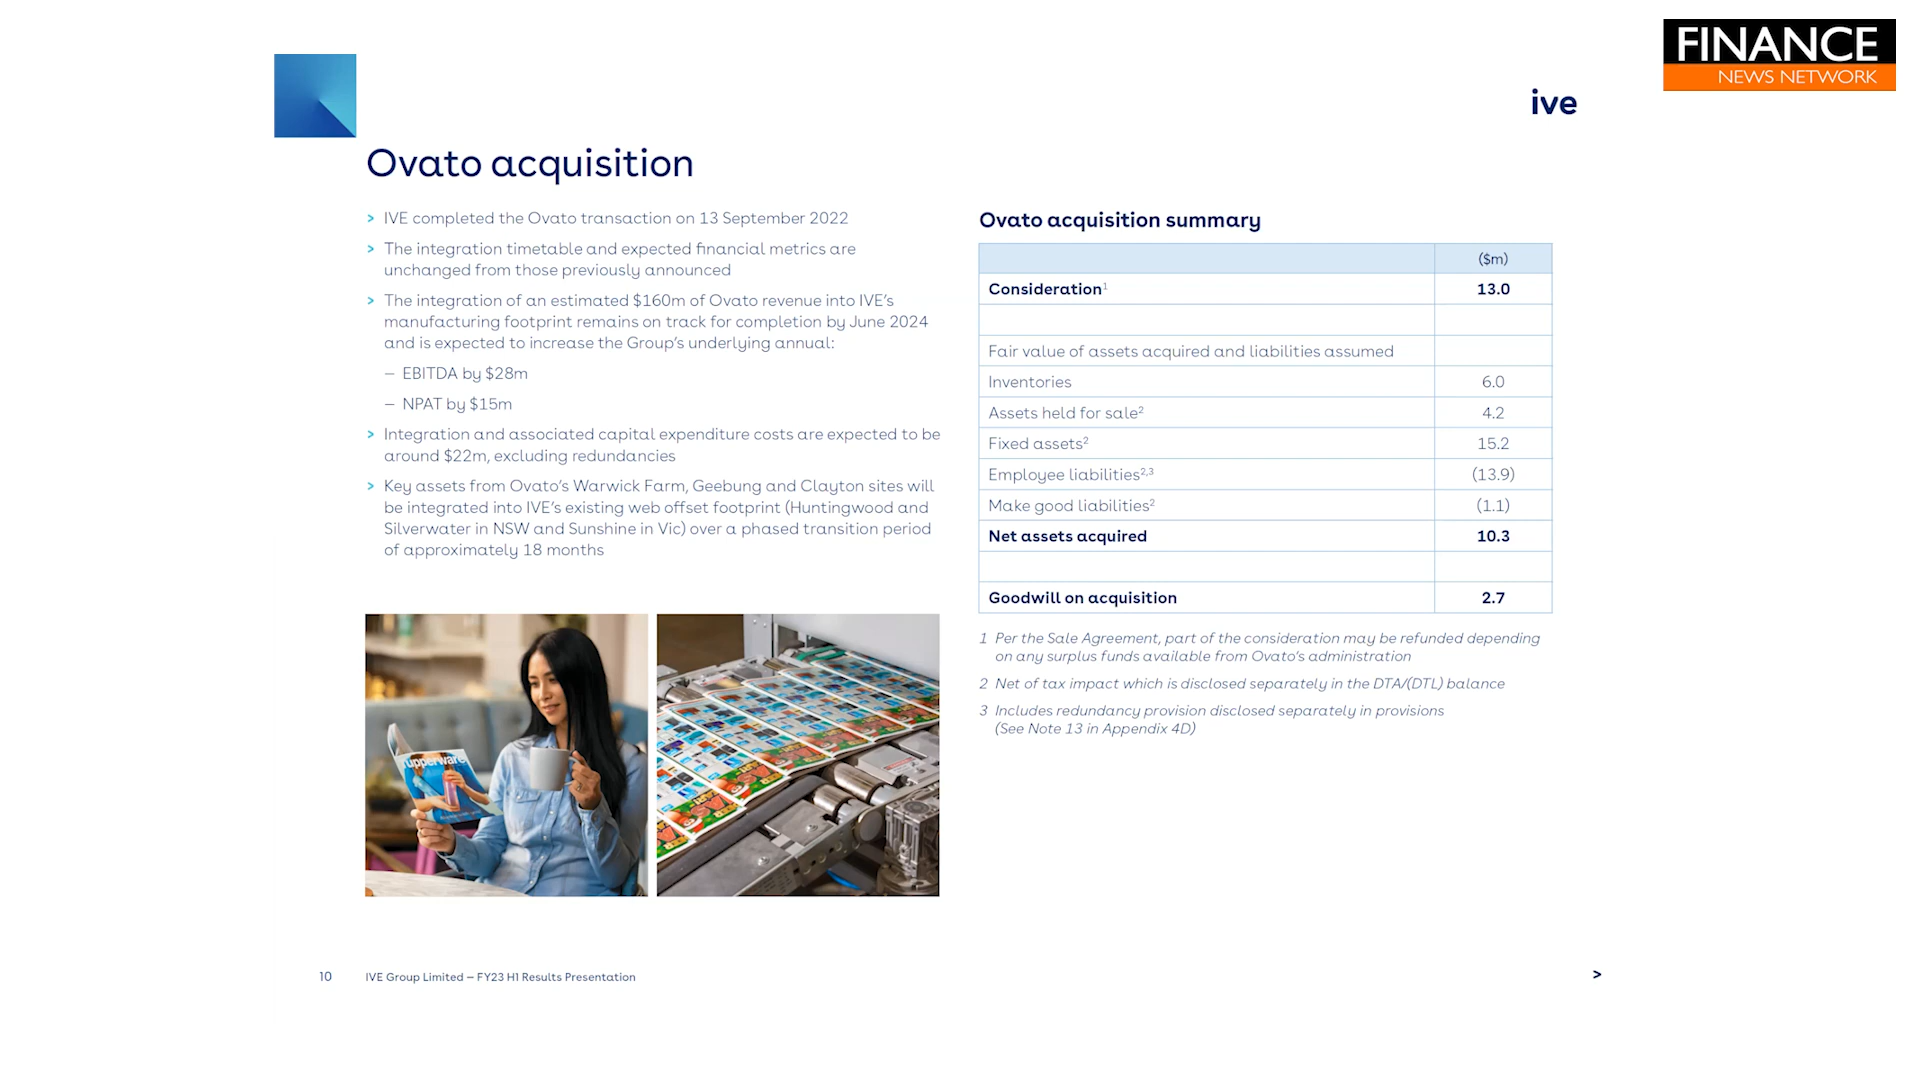 FINANCE
NEWS NETWORK
ive
Ovato acquisition
> IVE completed the Ovato transaction on 13 September 2022
> The integration timetable and expected financial metrics are
unchanged from those previously announced
> The integration of an estimated $160m of Ovato revenue into IVE's
manufacturing footprint remains on track for completion by June 2024
and is expected to increase the Group's underlying annual:
– EBITDA by $28m
– NPAT by $15m
> Integration and associated capital expenditure costs are expected to be
around $22m, excluding redundancies
> Key assets from Ovato's Warwick Farm, Geebung and Clayton sites will
be integrated into IVE's existing web offset footprint (Huntingwood and
Silverwater in NSW and Sunshine in Vic) over a phased transition period
of approximately 18 months
Tupperware
Ovato acquisition summary
($m)
Consideration¹ 13.0
Fair value of assets acquired and liabilities assumed
Inventories 6.0
Assets held for sale² 4.2
Fixed assets² 15.2
Employee liabilities²,³ (13.9)
Make good liabilities² (1.1)
Net assets acquired 10.3
Goodwill on acquisition 2.7
1 Per the Sale Agreement, part of the consideration may be refunded depending
on any surplus funds available from Ovato's administration
2 Net of tax impact which is disclosed separately in the DTA/(DTL) balance
3 Includes redundancy provision disclosed separately in provisions
(See Note 13 in Appendix 4D)
10 IVE Group Limited – FY23 H1 Results Presentation
>